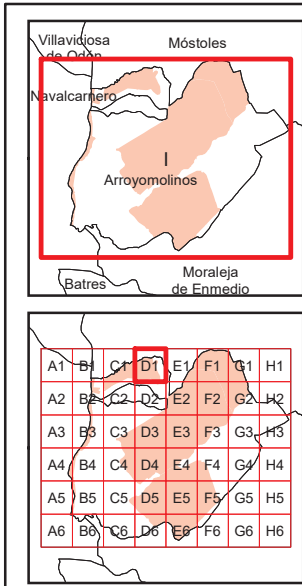 Villaviciosa
de Odón
Móstoles
Navalcarnero
I
Arroyomolinos
Batres
Moraleja
de Enmedio
A1 B1 C1 D1 E1 F1 G1 H1
A2 B2 C2 D2 E2 F2 G2 H2
A3 B3 C3 D3 E3 F3 G3 H3
A4 B4 C4 D4 E4 F4 G4 H4
A5 B5 C5 D5 E5 F5 G5 H5
A6 B6 C6 D6 E6 F6 G6 H6